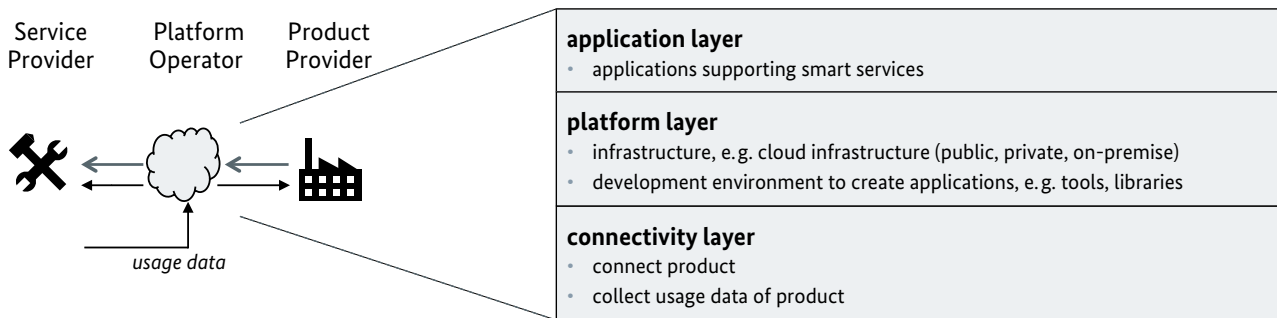 Service
Provider
Platform
Operator
Product
Provider
usage data
application layer
• applications supporting smart services
platform layer
• infrastructure, e. g. cloud infrastructure (public, private, on-premise)
• development environment to create applications, e. g. tools, libraries
connectivity layer
• connect product
• collect usage data of product